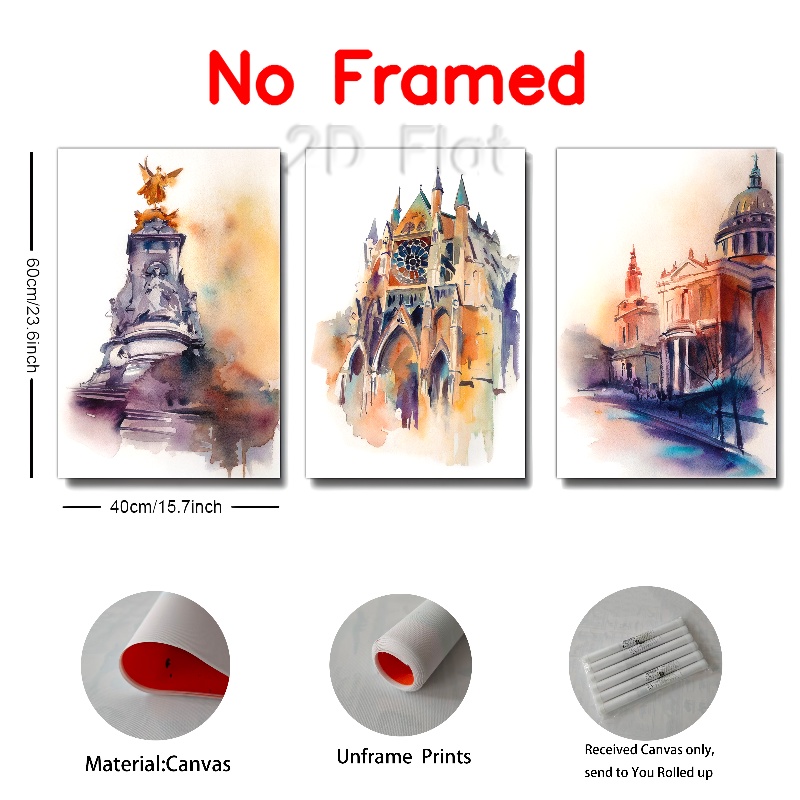 No Framed
2D Flat
60cm/23.6inch
40cm/15.7inch
Material:Canvas
Unframe Prints
Received Canvas only,
send to You Rolled up